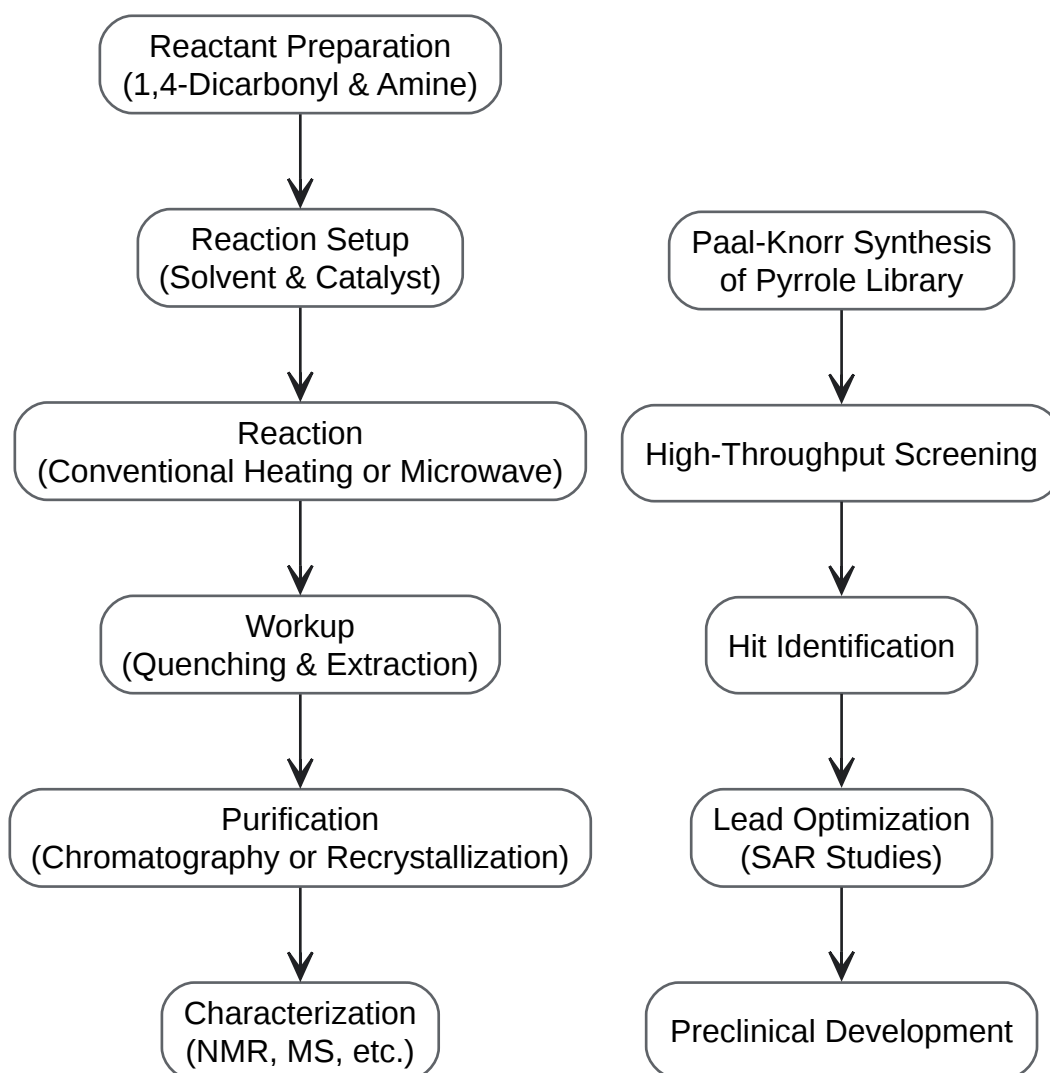 Reactant Preparation
(1,4-Dicarbonyl & Amine)
Reaction Setup
(Solvent & Catalyst)
Reaction
(Conventional Heating or Microwave)
Workup
(Quenching & Extraction)
Purification
(Chromatography or Recrystallization)
Characterization
(NMR, MS, etc.)
Paal-Knorr Synthesis
of Pyrrole Library
High-Throughput Screening
Hit Identification
Lead Optimization
(SAR Studies)
Preclinical Development